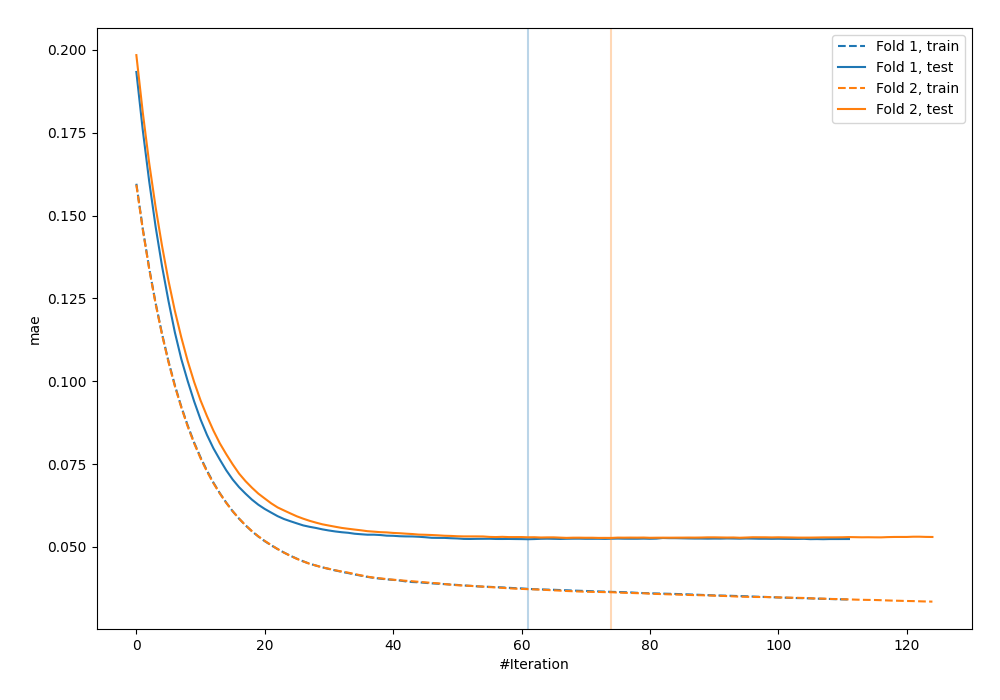 0.200
0.175
0.150
0.125
0.100
0.075
0.050
mae
0
20
40
60
80
100
120
#Iteration
Fold 1, train
Fold 1, test
Fold 2, train
Fold 2, test